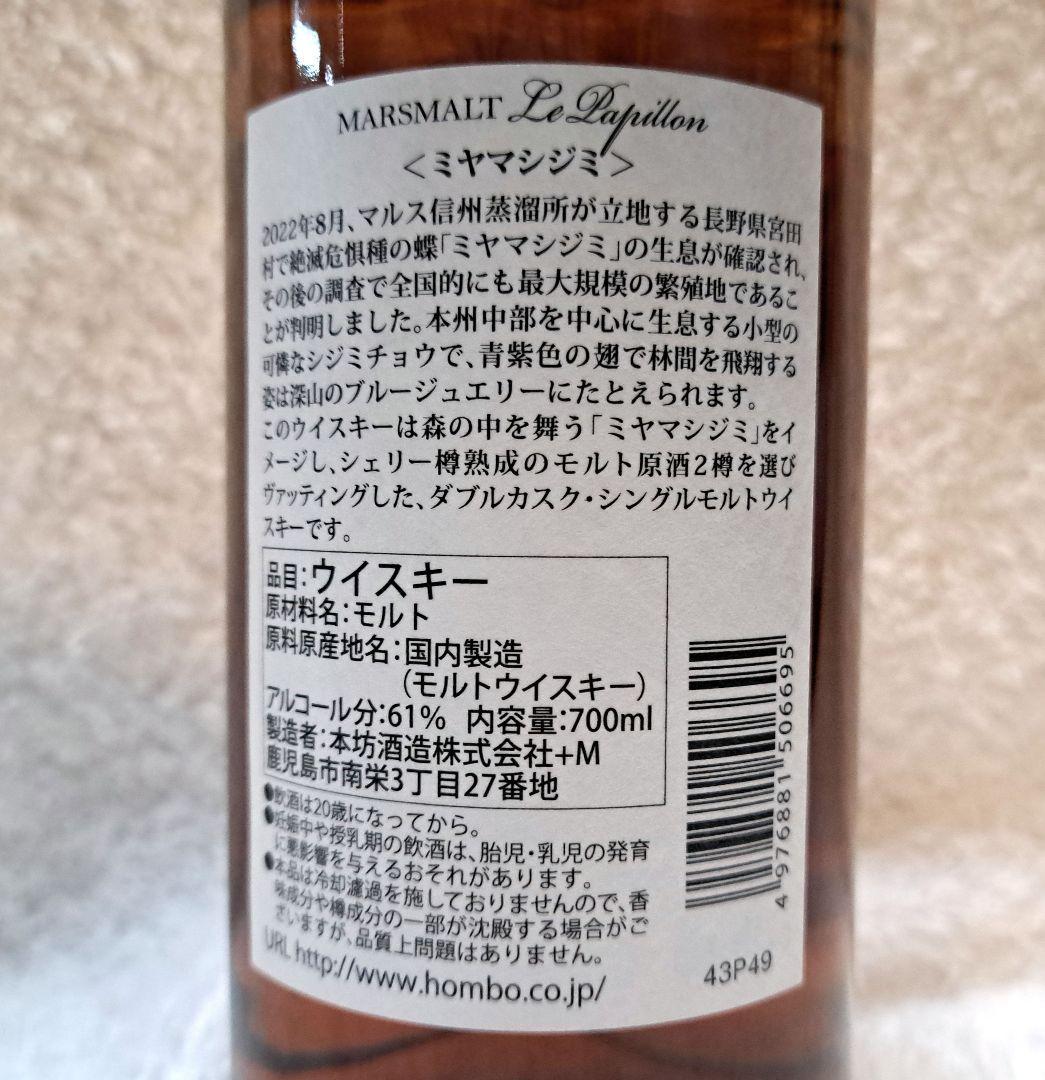 MARSMALT Le Papillon
<ミヤマシジミ>
2022年8月、マルス信州蒸溜所が立地する長野県宮田
村で絶滅危惧種の蝶「ミヤマシジミ」の生息が確認され、
その後の調査で全国的にも最大規模の繁殖地であるこ
とが判明しました。本州中部を中心に生息する小型の
可憐なシジミチョウで、青紫色の翅で林間を飛翔する
姿は深山のブルージュエリーにたとえられます。
このウイスキーは森の中を舞う「ミヤマシジミ」をイ
メージし、シェリー樽熟成のモルト原酒2樽を選び
ヴァッティングした、ダブルカスク・シングルモルトウイ
スキーです。
品目:ウイスキー
原材料名:モルト
原料原産地名:国内製造
(モルトウイスキー)
アルコール分:61% 内容量:700ml
製造者:本坊酒造株式会社+M
鹿児島市南栄3丁目27番地
●飲酒は20歳になってから。
●妊娠中や授乳期の飲酒は、胎児・乳児の発育
に悪影響を与えるおそれがあります。
●本品は冷却濾過を施しておりませんので、香
味成分や樽成分の一部が沈殿する場合がご
ざいますが、品質上問題はありません。
URL http://www.hombo.co.jp/
4976881506695
43P49